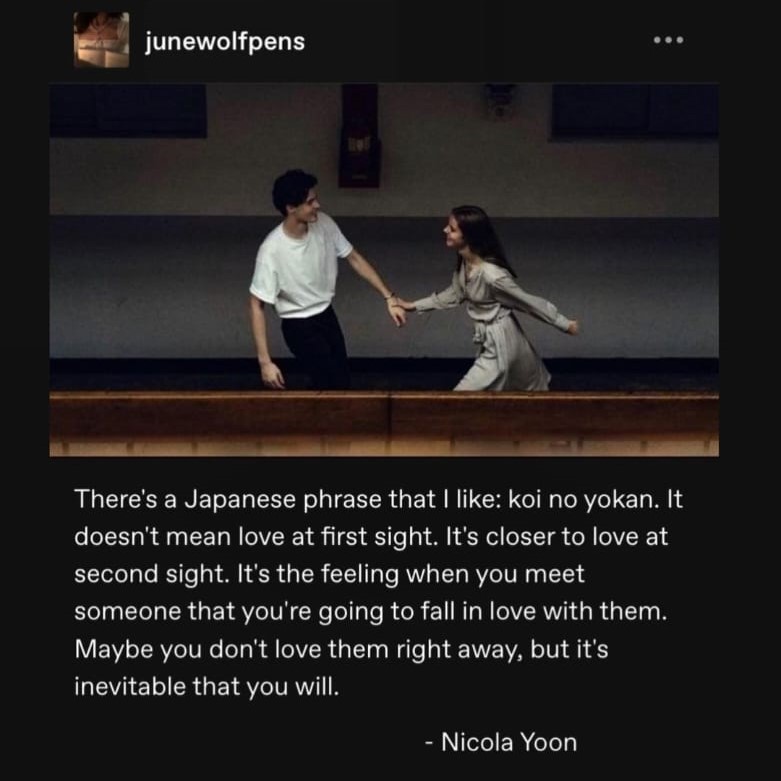 junewolfpens
There's a Japanese phrase that I like: koi no yokan. It
doesn't mean love at first sight. It's closer to love at
second sight. It's the feeling when you meet
someone that you're going to fall in love with them.
Maybe you don't love them right away, but it's
inevitable that you will.
- Nicola Yoon